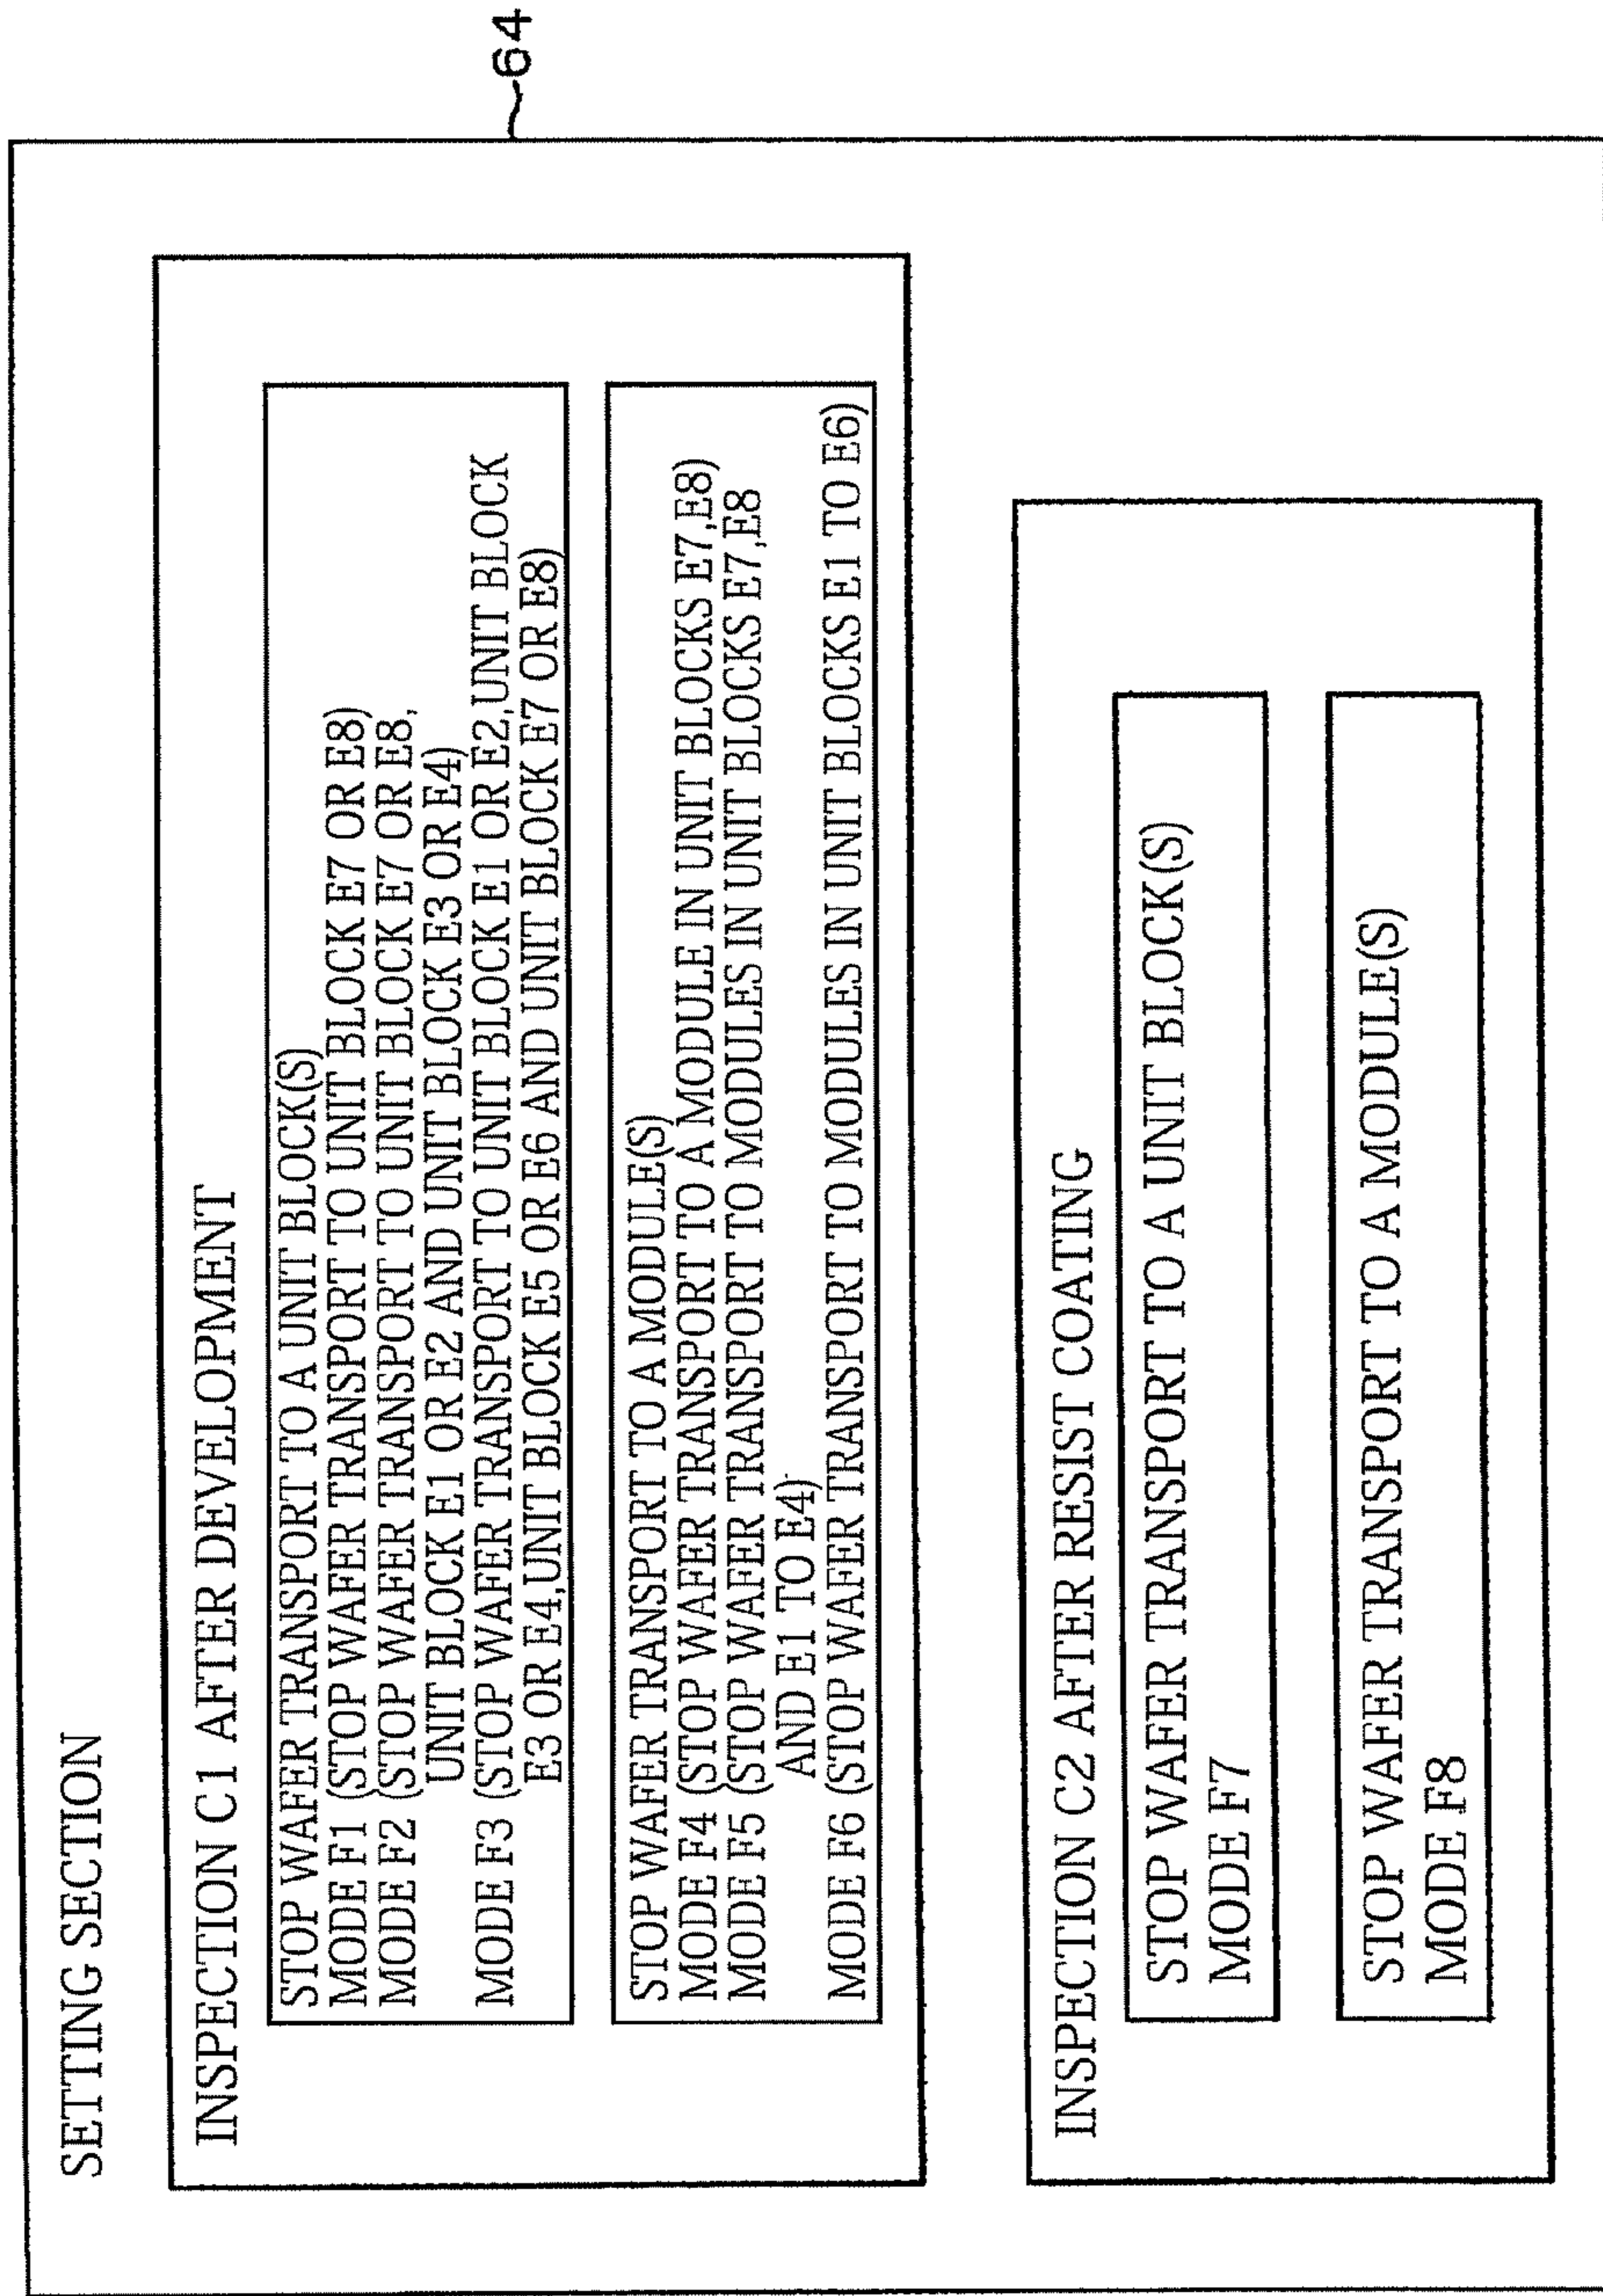 SETTING SECTION
64
INSPECTION C1 AFTER DEVELOPMENT
STOP WAFER TRANSPORT TO A UNIT BLOCK(S)
MODE F1 (STOP WAFER TRANSPORT TO UNIT BLOCK E7 OR E8)
MODE F2 (STOP WAFER TRANSPORT TO UNIT BLOCK E7 OR E8,
UNIT BLOCK E1 OR E2 AND UNIT BLOCK E3 OR E4)
MODE F3 (STOP WAFER TRANSPORT TO UNIT BLOCK E1 OR E2,UNIT BLOCK
E3 OR E4,UNIT BLOCK E5 OR E6 AND UNIT BLOCK E7 OR E8)
STOP WAFER TRANSPORT TO A MODULE(S)
MODE F4 (STOP WAFER TRANSPORT TO A MODULE IN UNIT BLOCKS E7,E8)
MODE F5 (STOP WAFER TRANSPORT TO MODULES IN UNIT BLOCKS E7,E8
AND E1 TO E4)
MODE F6 (STOP WAFER TRANSPORT TO MODULES IN UNIT BLOCKS E1 TO E6)
INSPECTION C2 AFTER RESIST COATING
STOP WAFER TRANSPORT TO A UNIT BLOCK(S)
MODE F7
STOP WAFER TRANSPORT TO A MODULE(S)
MODE F8